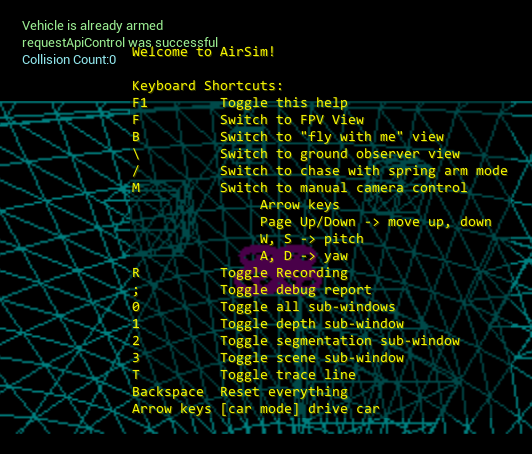 Vehicle is already armed
requestApiControl was successful
Collision Count:0
Welcome to AirSim!
Keyboard Shortcuts:
F1 Toggle this help
F Switch to FPV View
B Switch to "fly with me" view
\ Switch to ground observer view
/ Switch to chase with spring arm mode
M Switch to manual camera control
Arrow keys
Page Up/Down -> move up, down
W, S -> pitch
A, D -> yaw
R Toggle Recording
; Toggle debug report
0 Toggle all sub-windows
1 Toggle depth sub-window
2 Toggle segmentation sub-window
3 Toggle scene sub-window
T Toggle trace line
Backspace Reset everything
Arrow keys [car mode] drive car